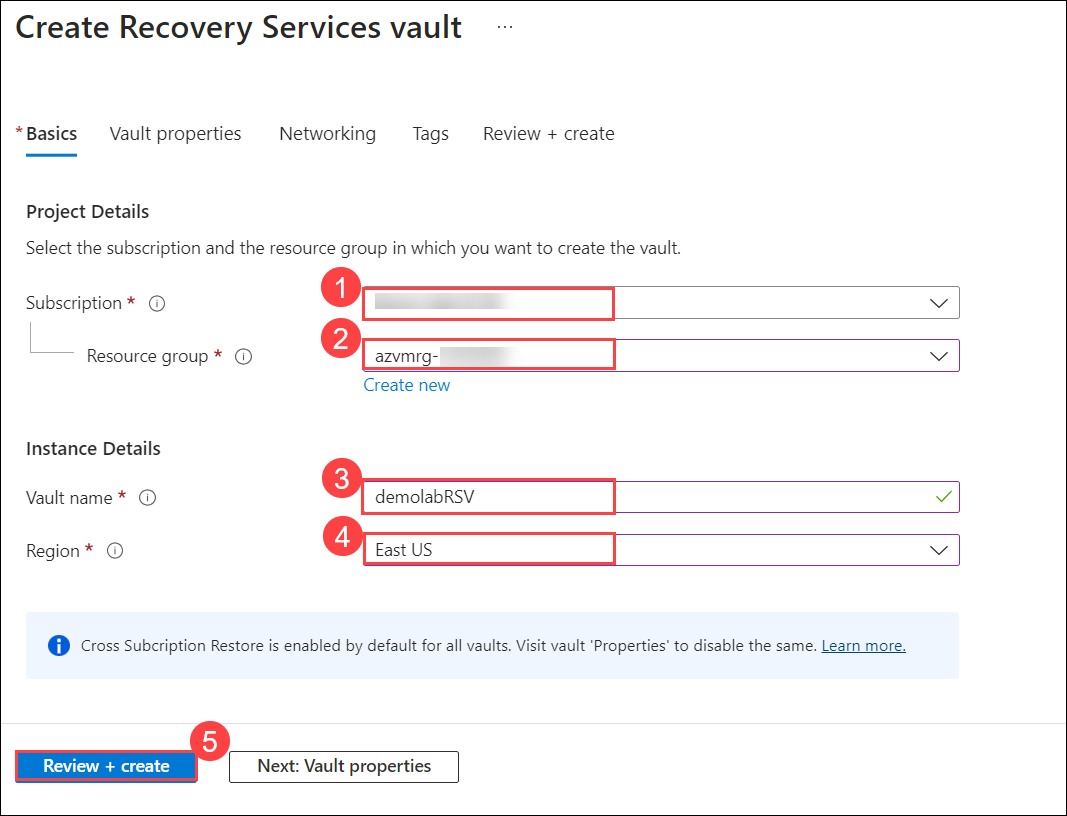 Create Recovery Services vault ...
* Basics Vault properties Networking Tags Review + create
Project Details
Select the subscription and the resource group in which you want to create the vault.
1
Subscription *
2
Resource group * azvmrg-
Create new
Instance Details
3
Vault name * demolabRSV
4
Region * East US
Cross Subcription Restore is enabled by default for all vaults. Visit vault 'Properties' to disable the same. Learn more.
5
Review + create Next: Vault properties